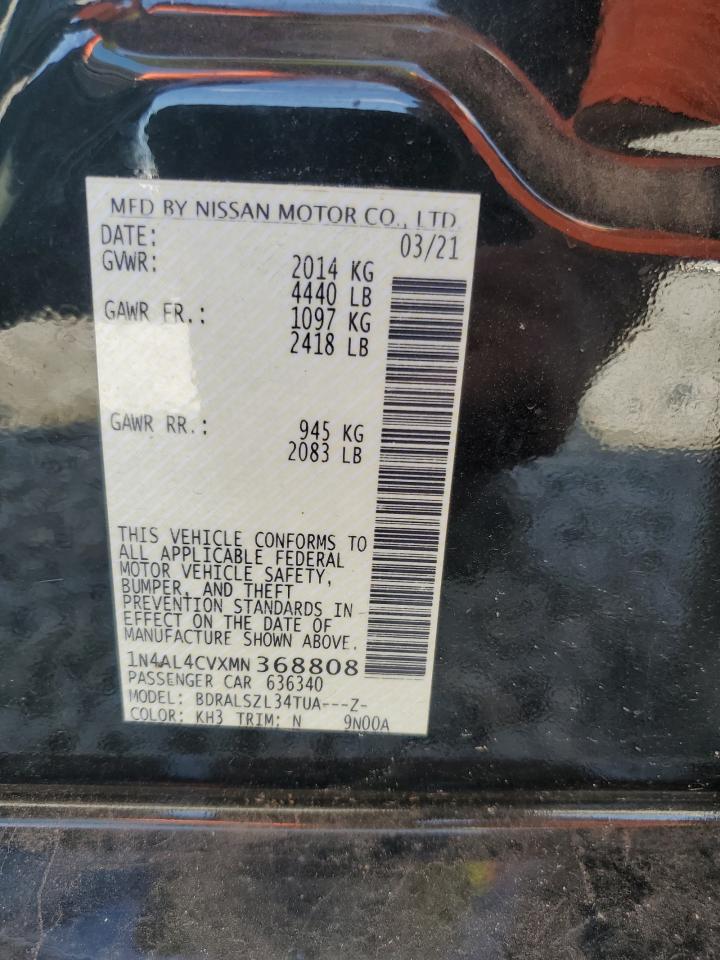 MFD BY NISSAN MOTOR CO., LTD.
DATE: 03/21
GVWR: 2014 KG
4440 LB
GAWR FR.: 1097 KG
2418 LB
GAWR RR.: 945 KG
2083 LB
THIS VEHICLE CONFORMS TO
ALL APPLICABLE FEDERAL
MOTOR VEHICLE SAFETY,
BUMPER, AND THEFT
PREVENTION STANDARDS IN
EFFECT ON THE DATE OF
MANUFACTURE SHOWN ABOVE.
1N4AL4CVXMN 368808
PASSENGER CAR 636340
MODEL: BDRALSZL34TUA---Z-
COLOR: KH3 TRIM: N 9N00A